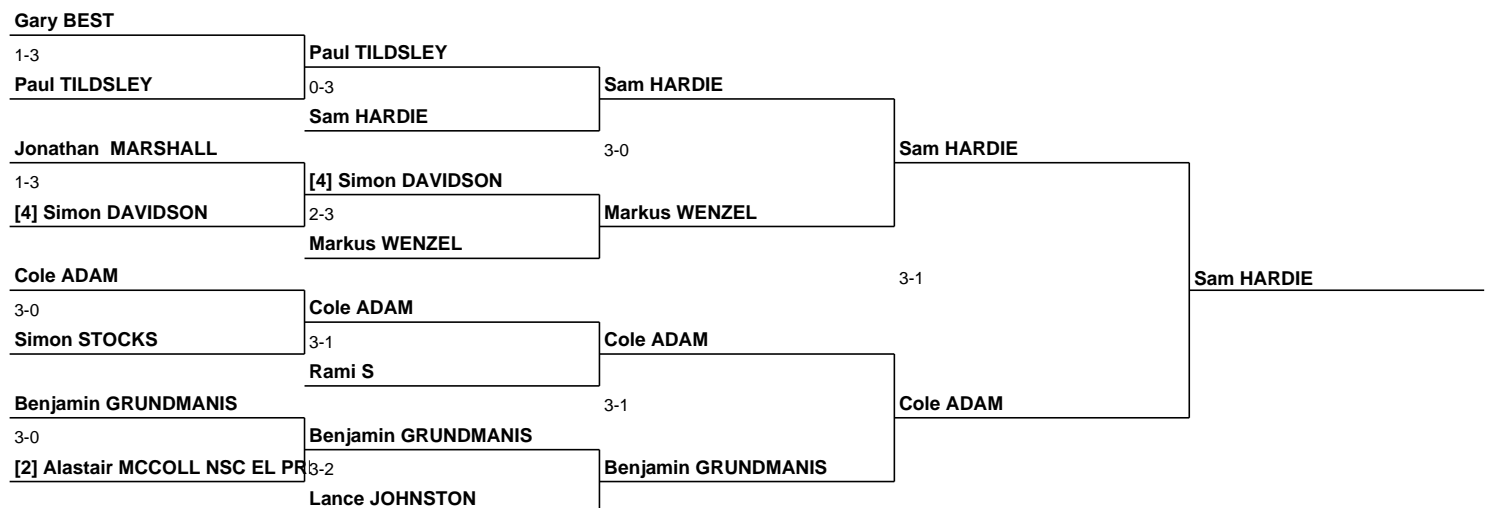 Gary BEST
1-3
Paul TILDSLEY
Paul TILDSLEY
0-3
Sam HARDIE
Sam HARDIE
Jonathan MARSHALL
3-0
Sam HARDIE
1-3
[4] Simon DAVIDSON
[4] Simon DAVIDSON
2-3
Markus WENZEL
Markus WENZEL
Cole ADAM
3-1
Sam HARDIE
3-0
Cole ADAM
Simon STOCKS
3-1
Cole ADAM
Rami S
Benjamin GRUNDMANIS
3-1
Cole ADAM
3-0
Benjamin GRUNDMANIS
[2] Alastair MCCOLL NSC EL PR
3-2
Benjamin GRUNDMANIS
Lance JOHNSTON